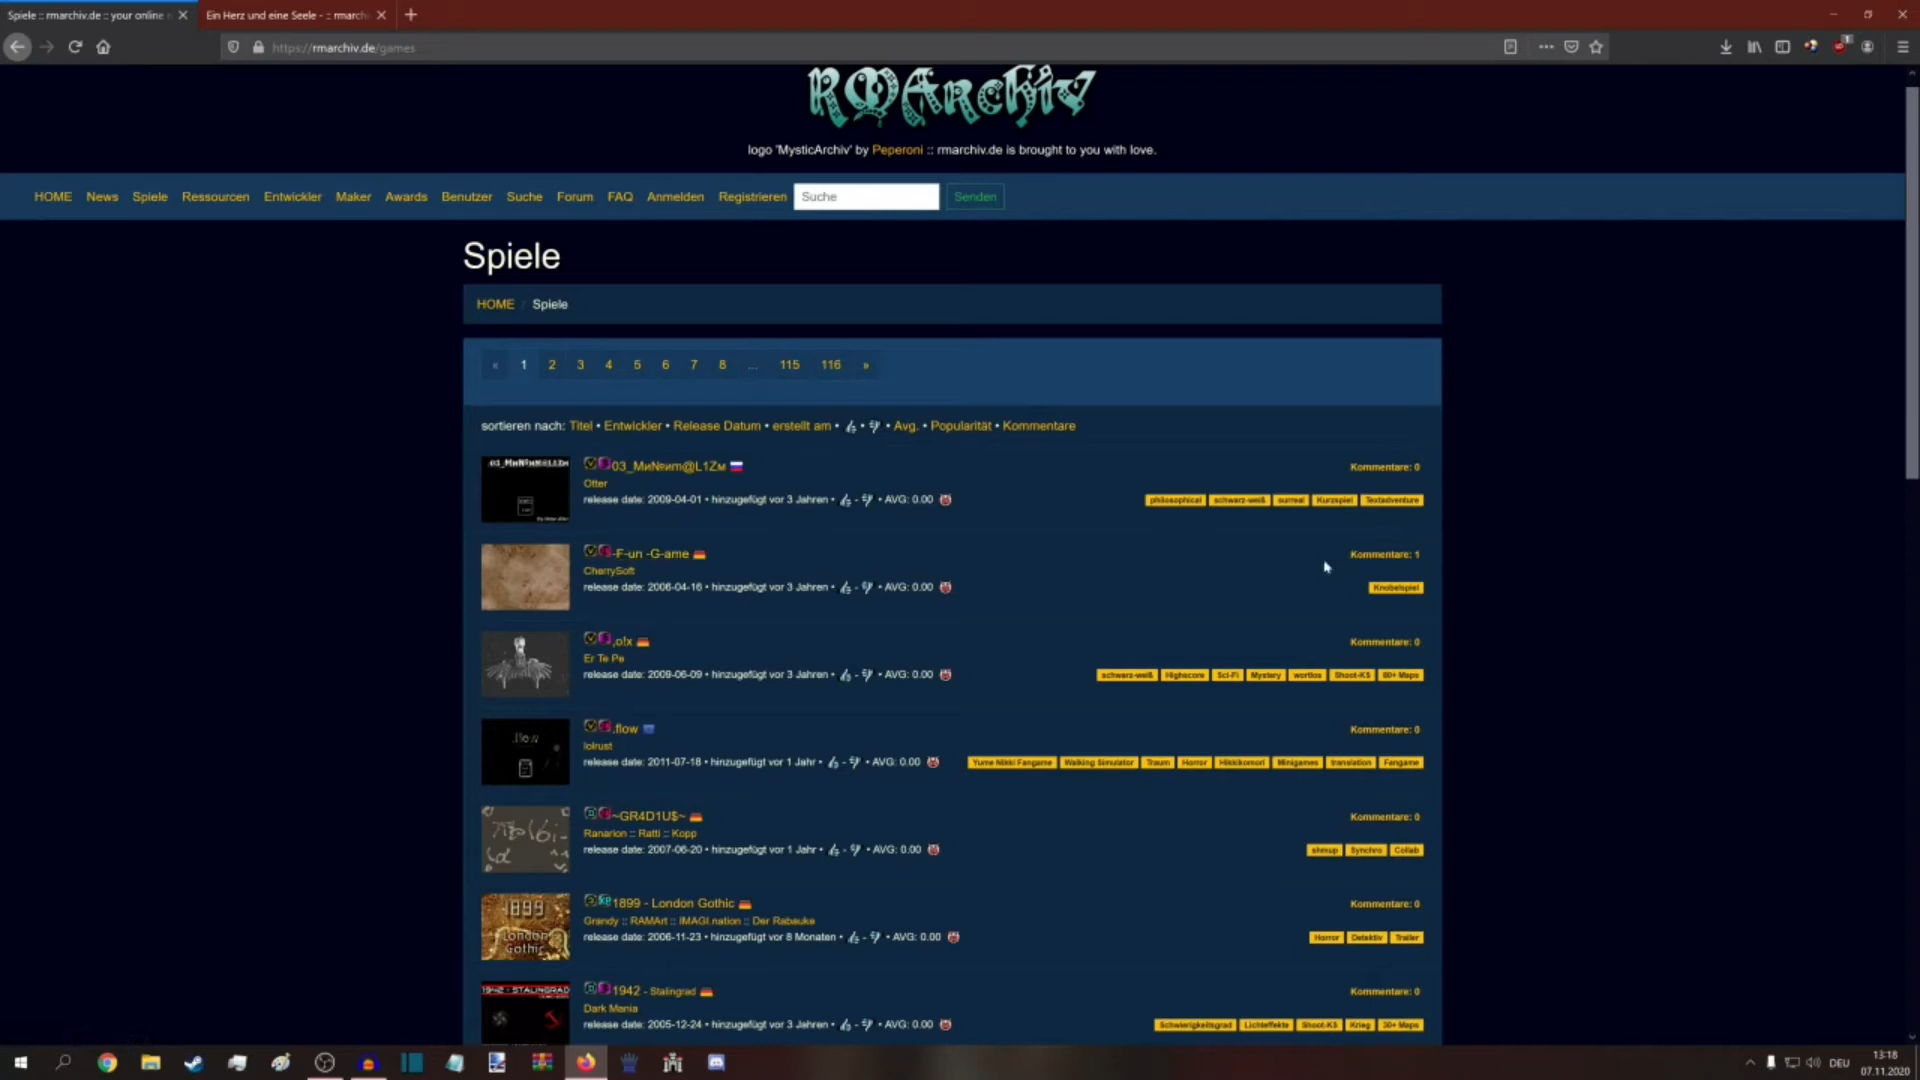 Spiele :: rmarchiv.de :: your online
Ein Herz und eine Seele - :: rmarchi
https://rmarchiv.de/games
RMArchiv
logo 'MysticArchiv' by Peperoni :: rmarchiv.de is brought to you with love.
HOME News Spiele Ressourcen Entwickler Maker Awards Benutzer Suche Forum FAQ Anmelden Registrieren Suche Senden
Spiele
HOME / Spiele
« 1 2 3 4 5 6 7 8 ... 115 116 »
sortieren nach: Titel • Entwickler • Release Datum • erstellt am • • • Avg. • Popularität • Kommentare
Kommentare: 0
Otter
release date: 2009-04-01 • hinzugefügt vor 3 Jahren • - • AVG: 0.00
philosophical schwarz-weiß surreal Kurzspiel Textadventure
-F-un -G-ame
Kommentare: 1
CherrySoft
release date: 2006-04-16 • hinzugefügt vor 3 Jahren • - • AVG: 0.00
Knobelspiel
,o!x
Kommentare: 0
Er Te Pe
release date: 2009-06-09 • hinzugefügt vor 3 Jahren • - • AVG: 0.00
schwarz-weiß Highscore Sci-Fi Mystery wortlos Shoot-KS 80+ Maps
.flow
.flow
Kommentare: 0
lolrust
release date: 2011-07-18 • hinzugefügt vor 1 Jahr • - • AVG: 0.00
Yume Nikki Fangame Walking Simulator Traum Horror Hikkikomori Minigames translation Fangame
~GR4D1U$~
Kommentare: 0
Ranarion :: Ratti :: Kopp
release date: 2007-06-20 • hinzugefügt vor 1 Jahr • - • AVG: 0.00
shmup Synchro Collab
1899 London Gothic
1899 - London Gothic
Kommentare: 0
Grandy :: RAMArt :: IMAGI.nation :: Der Rabauke
release date: 2006-11-23 • hinzugefügt vor 8 Monaten • - • AVG: 0.00
Horror Detektiv Trailer
1942 - STALINGRAD
1942 - Stalingrad
Kommentare: 0
Dark Mania
release date: 2005-12-24 • hinzugefügt vor 3 Jahren • - • AVG: 0.00
Schwierigkeitsgrad Lichteffekte Shoot-KS Krieg 30+ Maps
DEU
13:18
07.11.2020